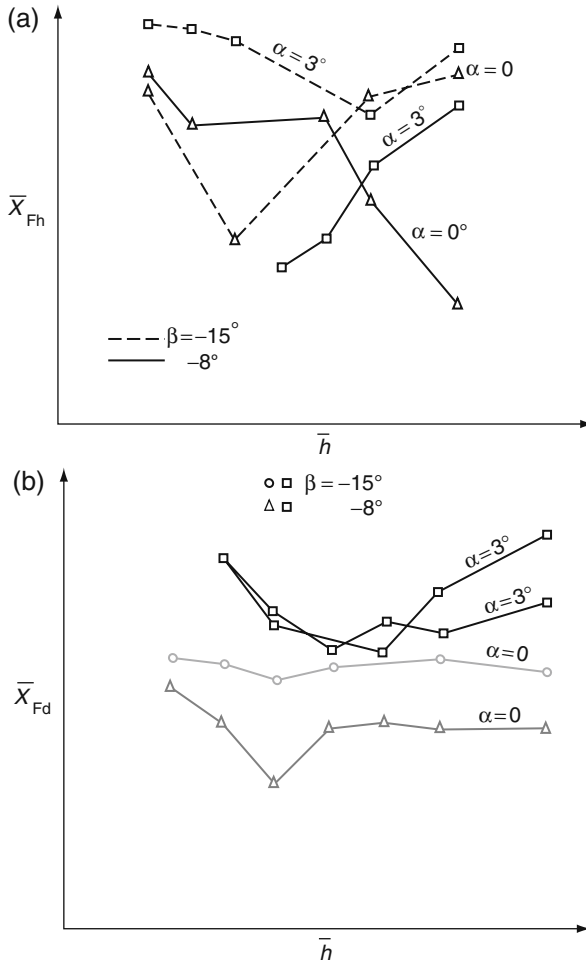 (a)
α = 3°
α = 0
α = 3°
X̅Fh
α = 0°
β = −15°
−8°
h̅
(b)
β = −15°
−8°
α = 3°
α = 3°
α = 0
X̅Fd
α = 0
h̅